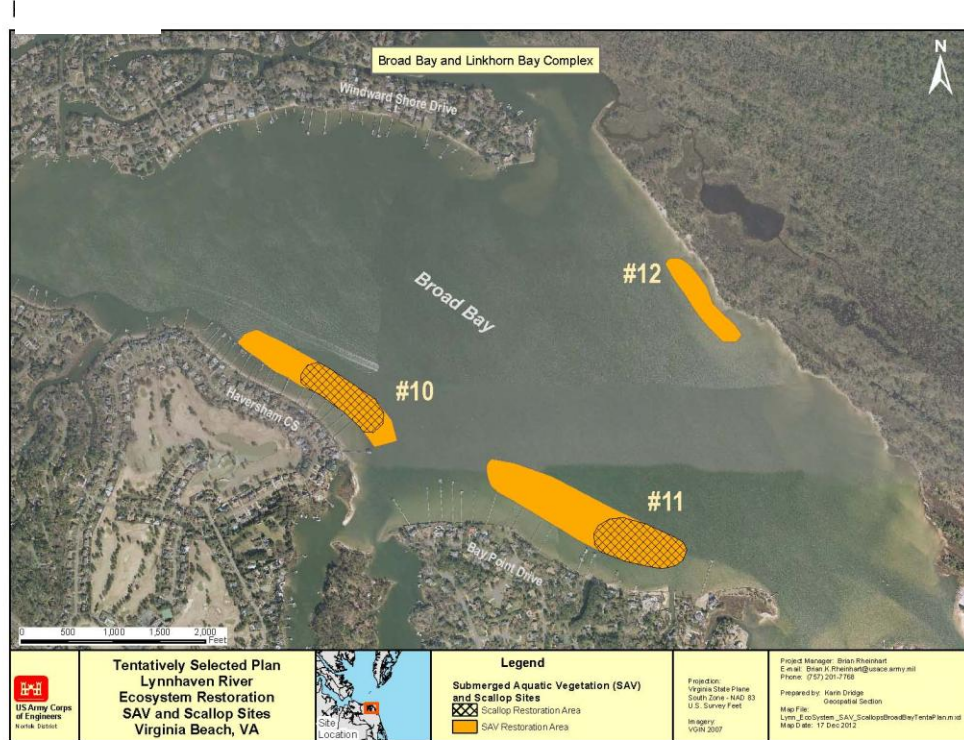 Broad Bay and Linkhorn Bay Complex
N
Windward Shore Drive
Broad Bay
#12
#10
Haversham CS
#11
Bay Point Drive
0 500 1,000 1,500 2,000
Feet
US Army Corps
of Engineers
Norfolk District
Tentatively Selected Plan
Lynnhaven River
Ecosystem Restoration
SAV and Scallop Sites
Virginia Beach, VA
Site
Location
Legend
Submerged Aquatic Vegetation (SAV)
and Scallop Sites
Scallop Restoration Area
SAV Restoration Area
Projection:
Virginia State Plane
South Zone - NAD 83
U.S. Survey Feet
Imagery:
VGIN 2007
Project Manager: Brian Rheinhart
E-mail: Brian.K.Rheinhart@usace.army.mil
Phone: (757) 201-7768
Prepared by: Karin Dridge
Geospatial Section
Map File:
Lynn_EcoSystem_SAV_ScallopsBroadBayTentaPlan.mxd
Map Date: 17 Dec 2012